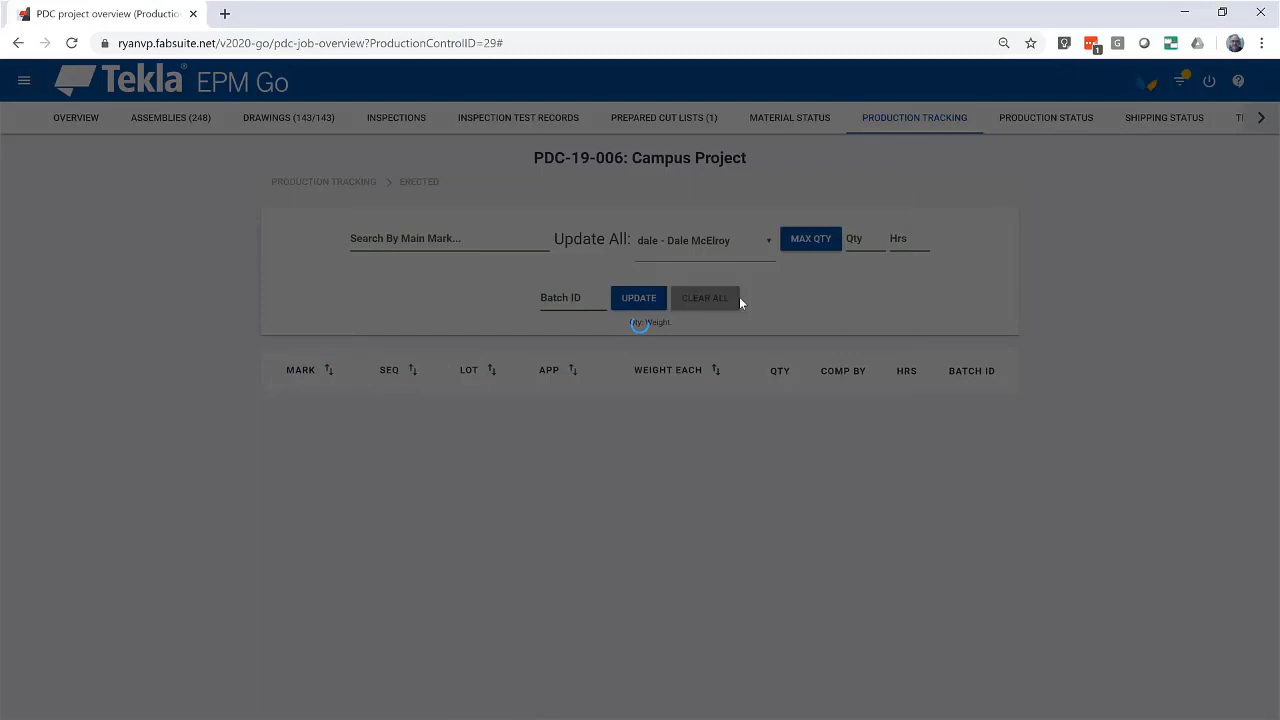 PDC project overview (Productio
ryanvp.fabsuite.net/v2020-go/pdc-job-overview?ProductionControlID=29#
1
G
Tekla® EPM Go
OVERVIEW
ASSEMBLIES (248)
DRAWINGS (143/143)
INSPECTIONS
INSPECTION TEST RECORDS
PREPARED CUT LISTS (1)
MATERIAL STATUS
PRODUCTION TRACKING
PRODUCTION STATUS
SHIPPING STATUS
PDC-19-006: Campus Project
PRODUCTION TRACKING
ERECTED
Search By Main Mark...
Update All:
dale - Dale McElroy
MAX QTY
Qty
Hrs
Batch ID
UPDATE
CLEAR ALL
Qty: Weight
MARK
SEQ
LOT
APP
WEIGHT EACH
QTY
COMP BY
HRS
BATCH ID